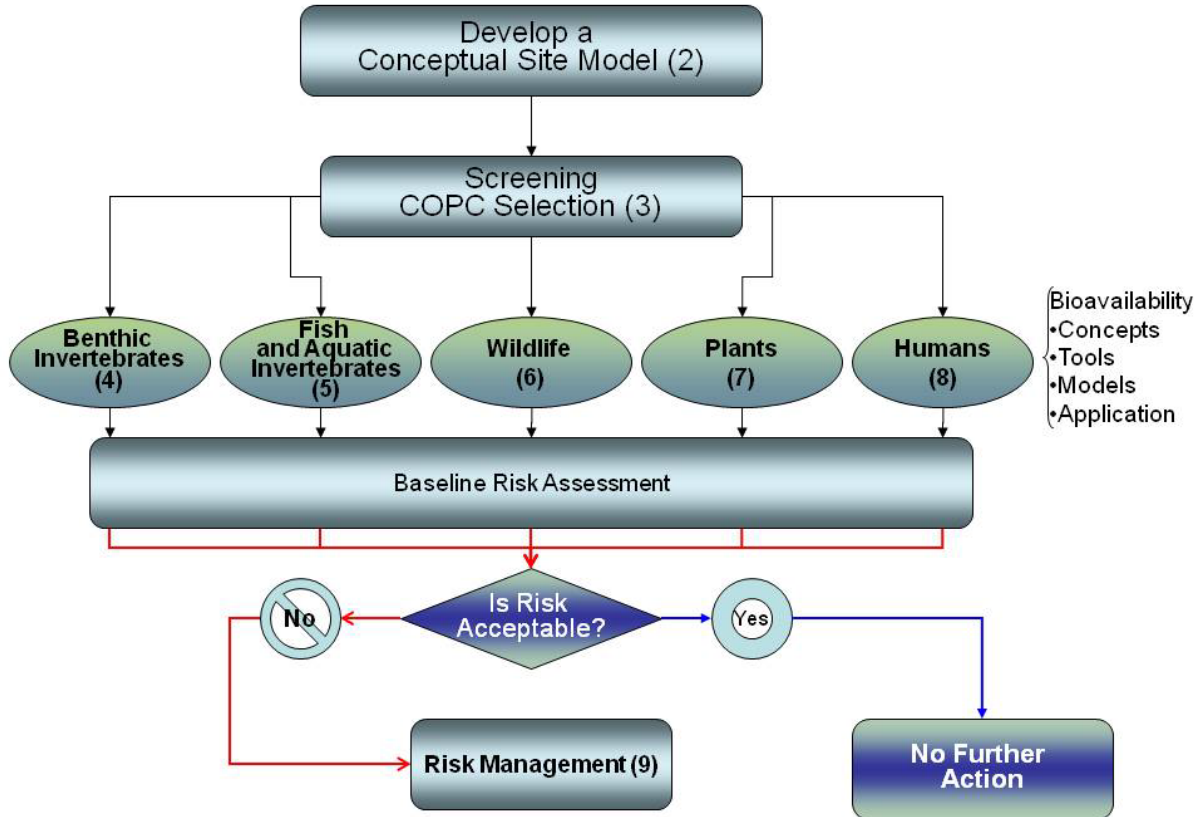 Develop a
Conceptual Site Model (2)
Screening
COPC Selection (3)
Benthic
Invertebrates
(4)
Fish
and Aquatic
Invertebrates
(5)
Wildlife
(6)
Plants
(7)
Humans
(8)
Bioavailability
•Concepts
•Tools
•Models
•Application
Baseline Risk Assessment
Is Risk
Acceptable?
No
Yes
Risk Management (9)
No Further
Action